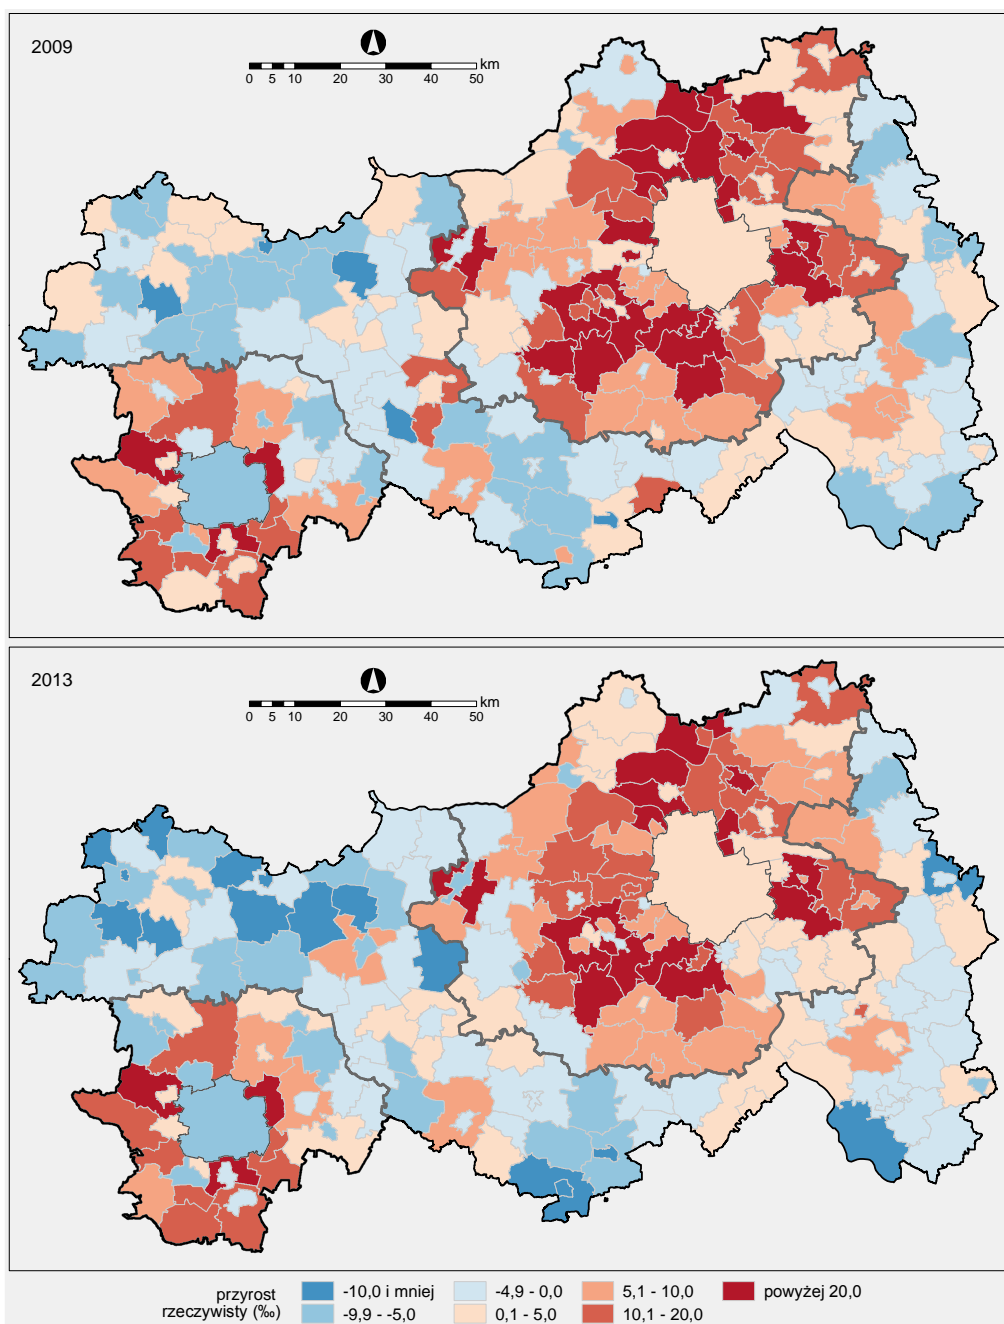 2009
km
0 5 10 20 30 40 50
2013
km
0 5 10 20 30 40 50
przyrost
rzeczywisty (‰)
-10,0 i mniej
-9,9 - -5,0
-4,9 - 0,0
0,1 - 5,0
5,1 - 10,0
10,1 - 20,0
powyżej 20,0